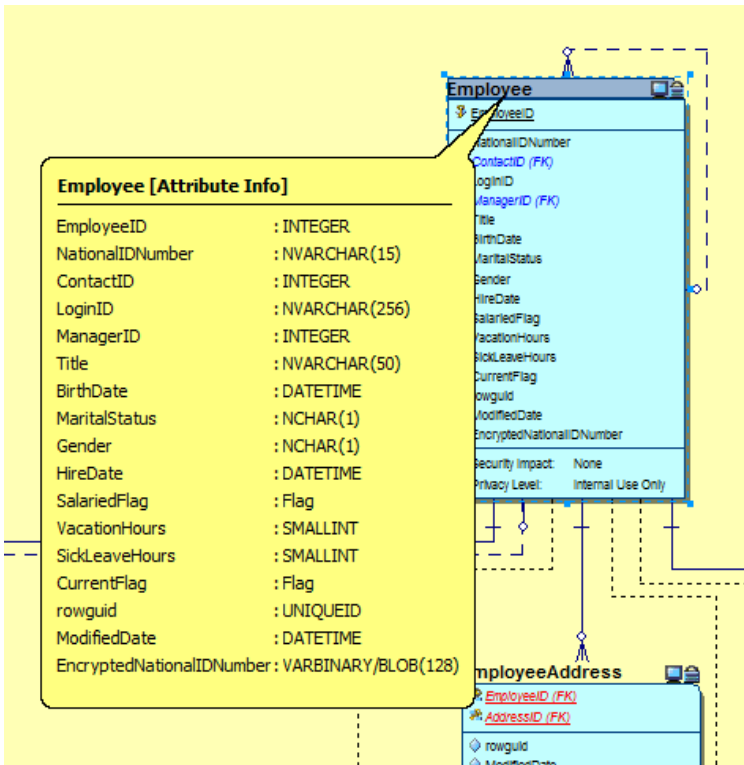 Employee
EmployeeID
NationalIDNumber
ContactID (FK)
LoginID
ManagerID (FK)
Title
BirthDate
MaritalStatus
Gender
HireDate
SalariedFlag
VacationHours
SickLeaveHours
CurrentFlag
rowguid
ModifiedDate
EncryptedNationalIDNumber
Security Impact: None
Privacy Level: Internal Use Only
Employee [Attribute Info]
EmployeeID : INTEGER
NationalIDNumber : NVARCHAR(15)
ContactID : INTEGER
LoginID : NVARCHAR(256)
ManagerID : INTEGER
Title : NVARCHAR(50)
BirthDate : DATETIME
MaritalStatus : NCHAR(1)
Gender : NCHAR(1)
HireDate : DATETIME
SalariedFlag : Flag
VacationHours : SMALLINT
SickLeaveHours : SMALLINT
CurrentFlag : Flag
rowguid : UNIQUEID
ModifiedDate : DATETIME
EncryptedNationalIDNumber : VARBINARY/BLOB(128)
EmployeeAddress
EmployeeID (FK)
AddressID (FK)
rowguid
ModifiedDate